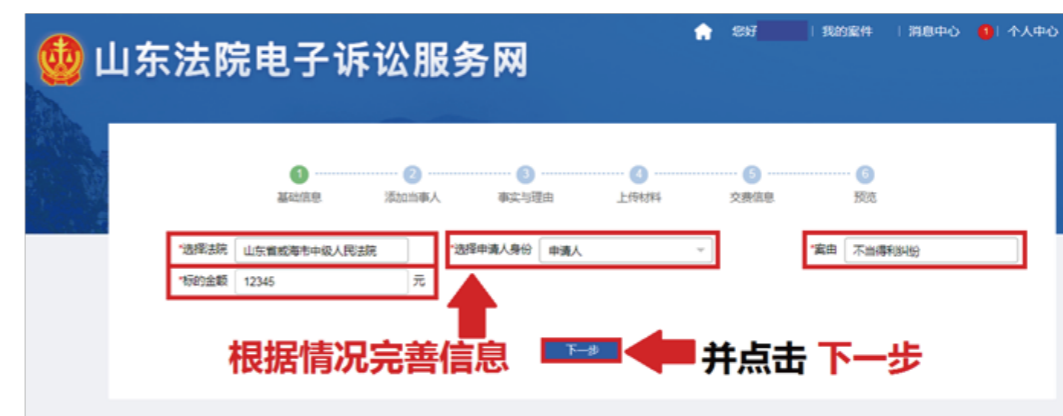 您好 | 我的案件 | 消息中心 1 | 个人中心
山东法院电子诉讼服务网
1 2 3 4 5 6
基础信息 添加当事人 事实与理由 上传材料 交费信息 预览
*选择法院 山东省威海市中级人民法院 *选择申请人身份 申请人 *案由 不当得利纠纷
*标的金额 12345 元
根据情况完善信息 下一步 并点击 下一步